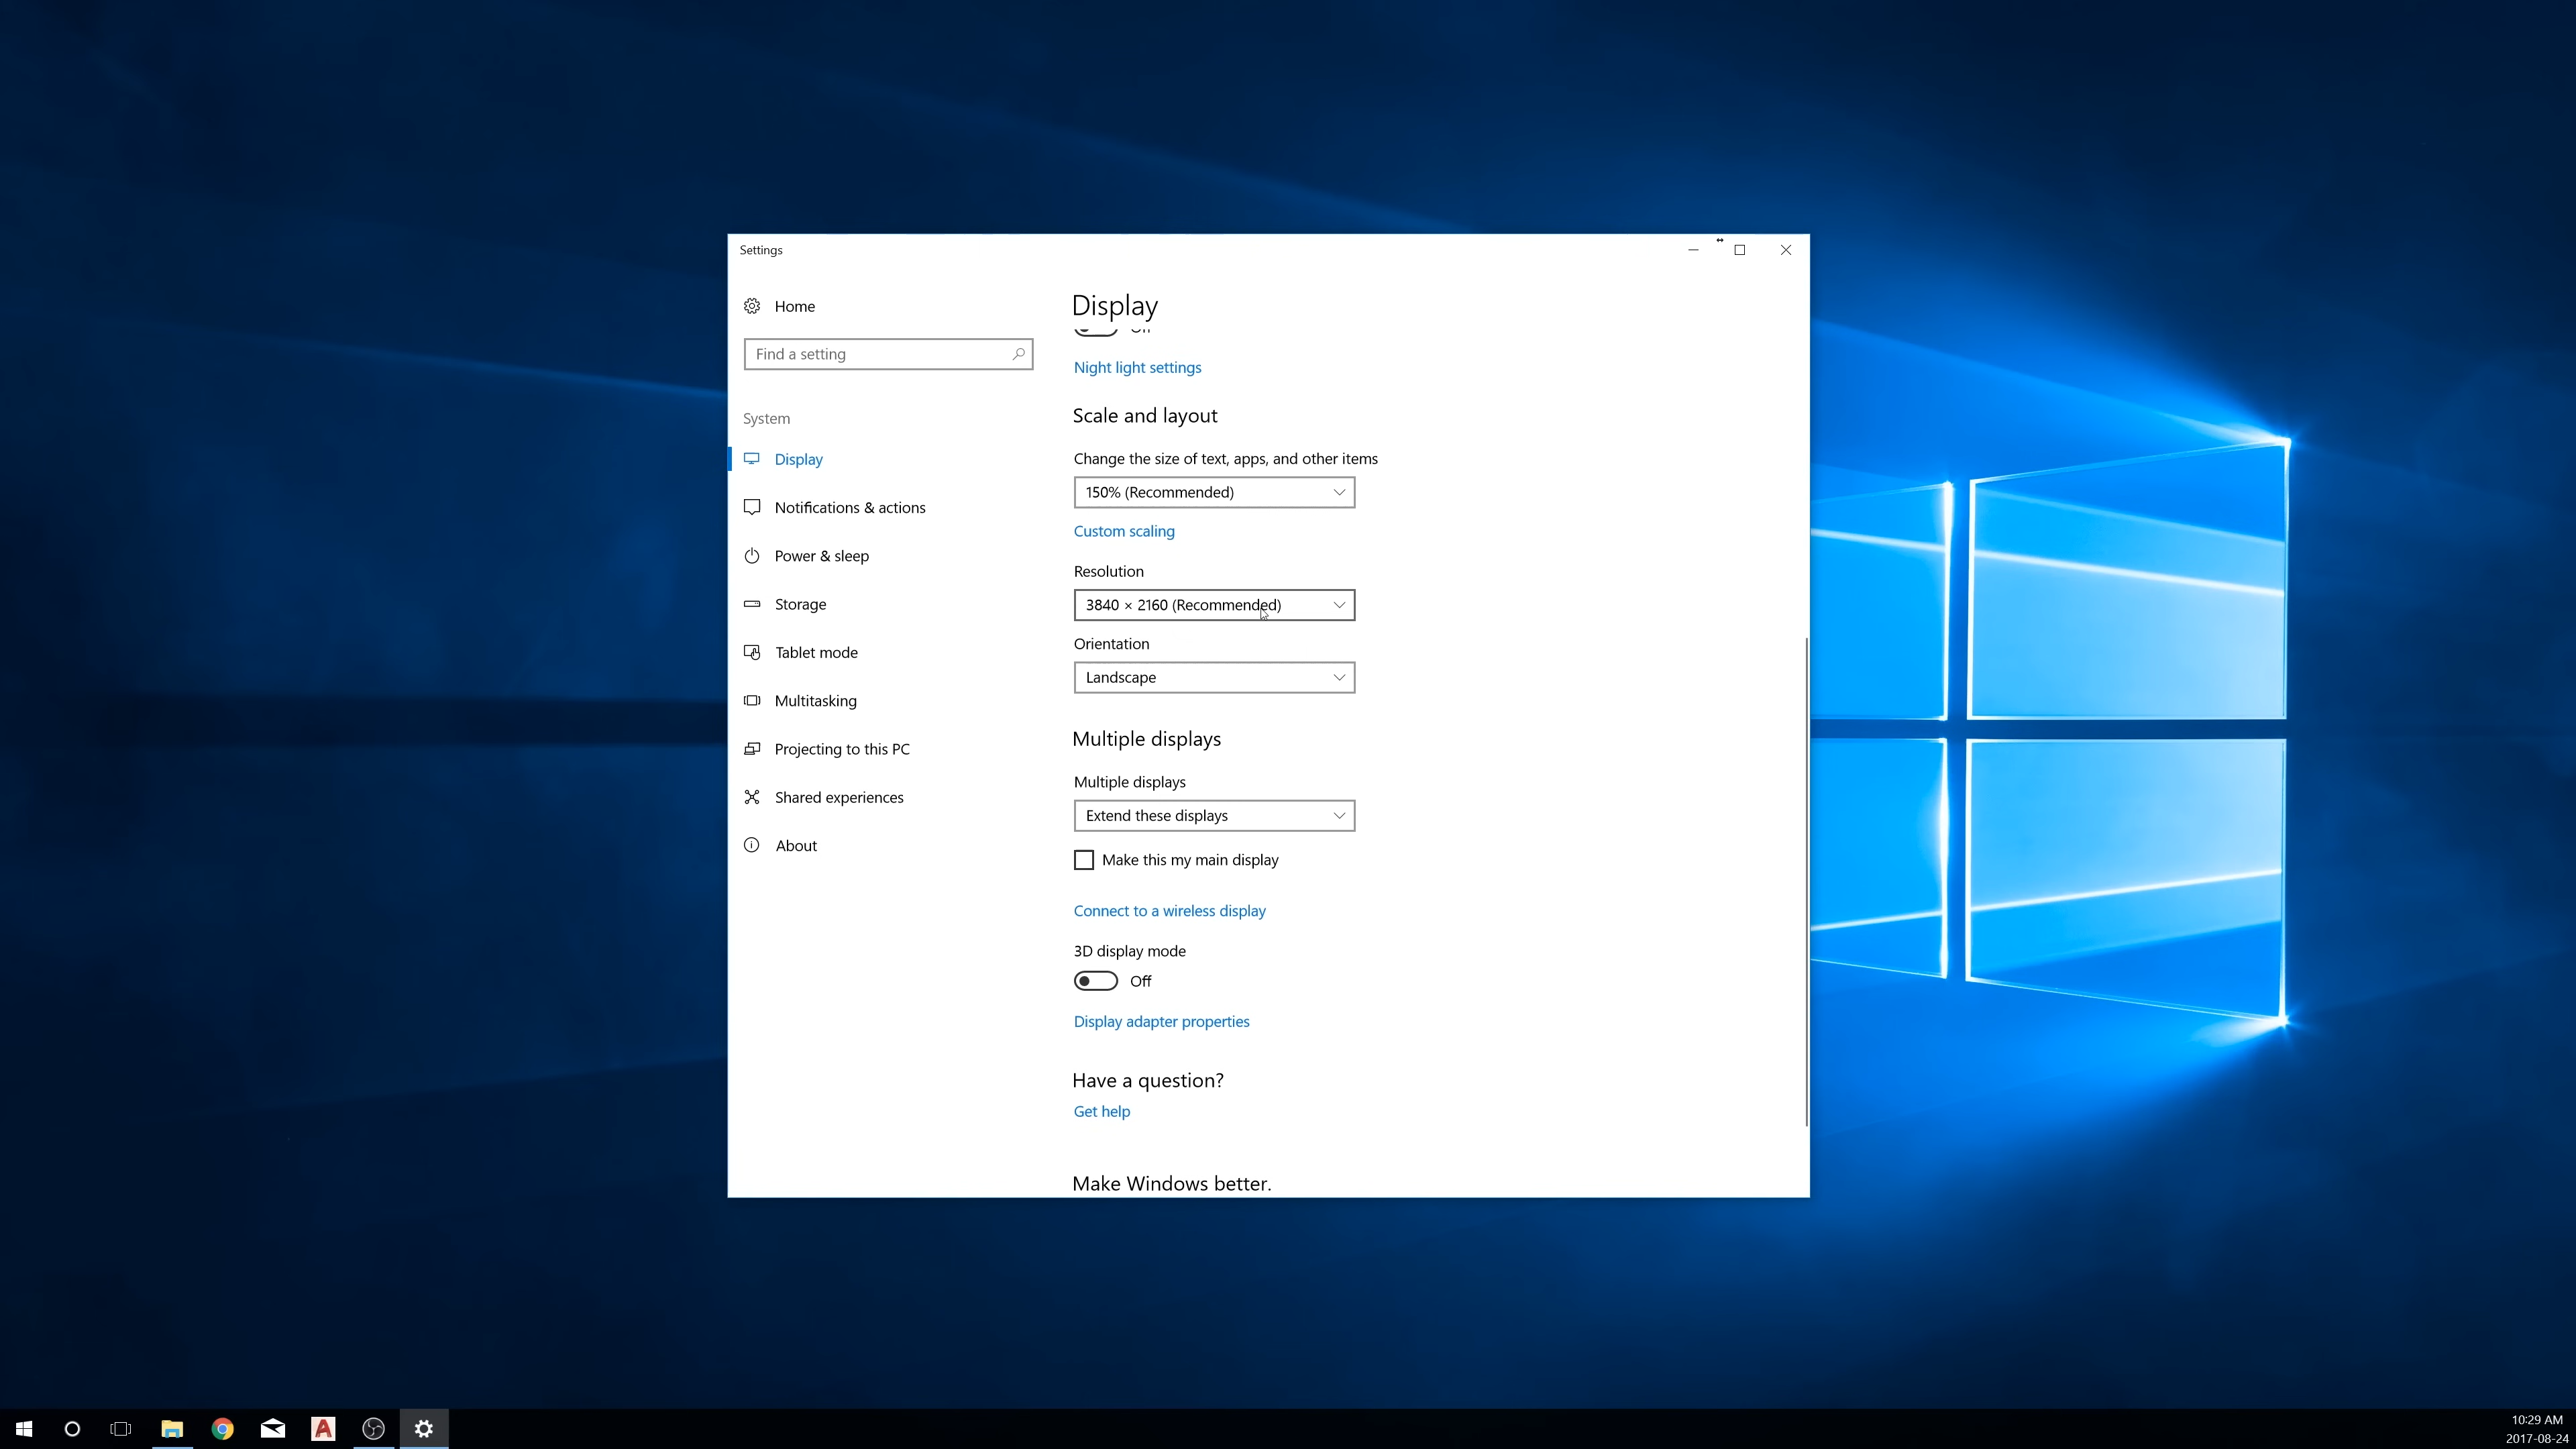 Settings
Home
Find a setting
System
Display
Notifications & actions
Power & sleep
Storage
Tablet mode
Multitasking
Projecting to this PC
Shared experiences
About
Display
Off
Night light settings
Scale and layout
Change the size of text, apps, and other items
150% (Recommended)
Custom scaling
Resolution
3840 × 2160 (Recommended)
Orientation
Landscape
Multiple displays
Multiple displays
Extend these displays
Make this my main display
Connect to a wireless display
3D display mode
Off
Display adapter properties
Have a question?
Get help
Make Windows better.
10:29 AM
2017-08-24